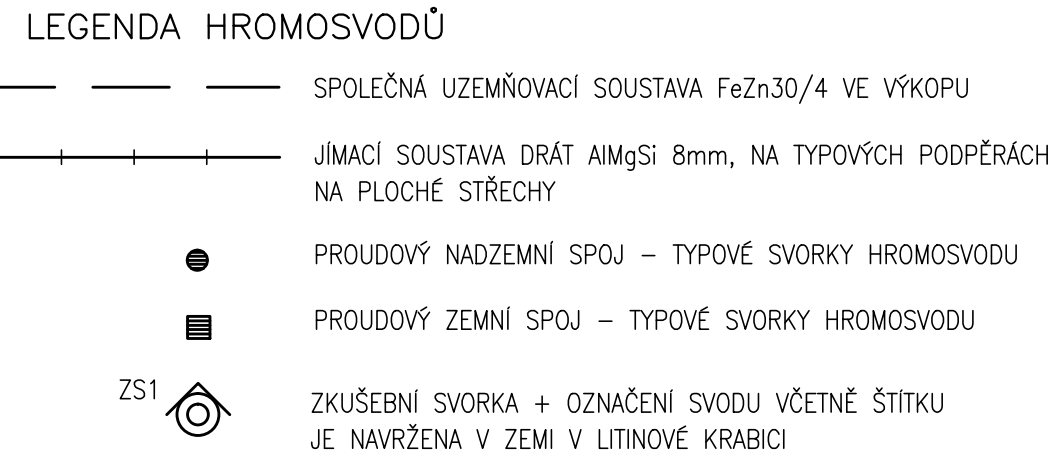 LEGENDA HROMOSVODŮ
SPOLEČNÁ UZEMŇOVACÍ SOUSTAVA FeZn30/4 VE VÝKOPU
JÍMACÍ SOUSTAVA DRÁT AlMgSi 8mm, NA TYPOVÝCH PODPĚRÁCH
NA PLOCHÉ STŘECHY
PROUDOVÝ NADZEMNÍ SPOJ – TYPOVÉ SVORKY HROMOSVODU
PROUDOVÝ ZEMNÍ SPOJ – TYPOVÉ SVORKY HROMOSVODU
ZS1 ZKUŠEBNÍ SVORKA + OZNAČENÍ SVODU VČETNĚ ŠTÍTKU
JE NAVRŽENA V ZEMI V LITINOVÉ KRABICI